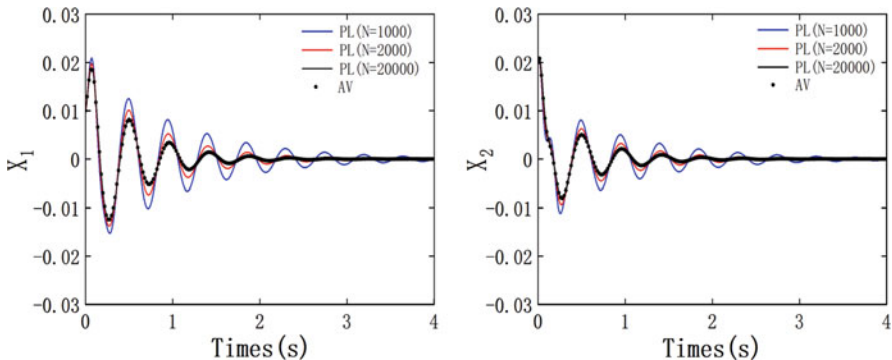 0.03
0.02
0.01
0
-0.01
-0.02
-0.03
X1
PL(N=1000)
PL(N=2000)
PL(N=20000)
AV
0 1 2 3 4
Times(s)
0.03
0.02
0.01
0
-0.01
-0.02
-0.03
X2
PL(N=1000)
PL(N=2000)
PL(N=20000)
AV
0 1 2 3 4
Times(s)